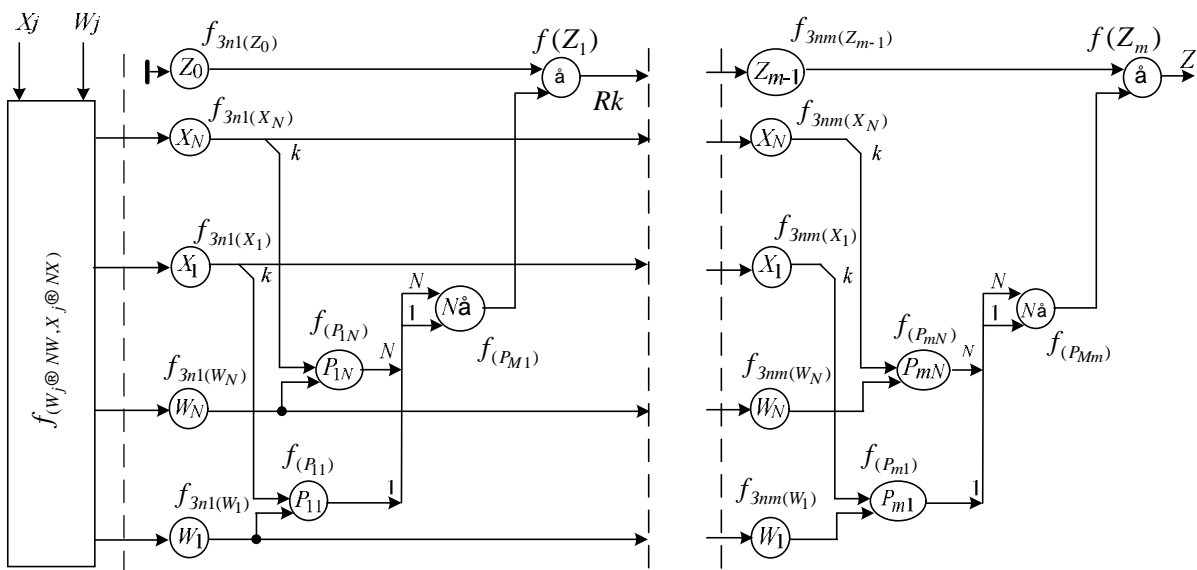 Xj Wj
f(Wj ® NW, Xj ® NX)
f3n1(Z0) f(Z1) f3nm(Zm-1) f(Zm)
Z0 å Zm-1 å Z
Rk
f3n1(XN) f3nm(XN)
XN k XN k
f3n1(X1) f3nm(X1)
X1 k X1 k
N Nå N Nå
1 1
f(PM1) f(PMm)
f(P1N) f(PmN)
P1N N PmN N
f3n1(WN) f3nm(WN)
WN WN
f(P11) f(Pm1)
P11 1 Pm1 1
f3n1(W1) f3nm(W1)
W1 W1